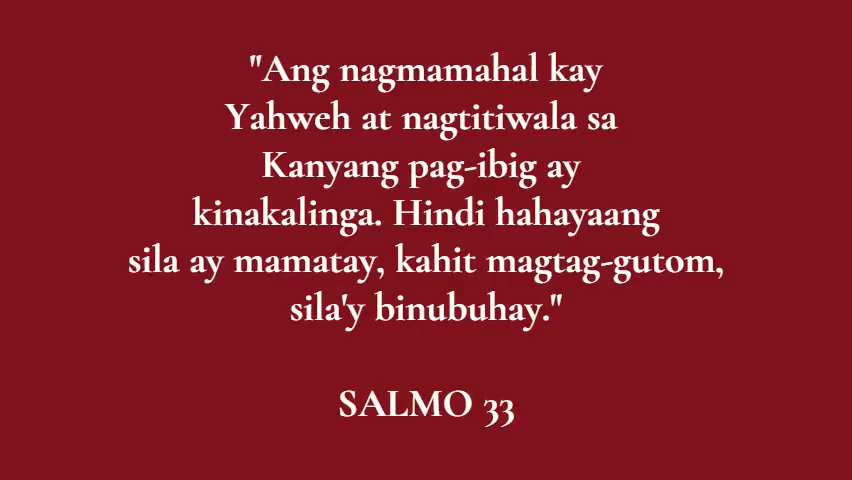 "Ang nagmamahal kay
Yahweh at nagtitiwala sa
Kanyang pag-ibig ay
kinakalinga. Hindi hahayaang
sila ay mamatay, kahit magtag-gutom,
sila'y binubuhay."
SALMO 33